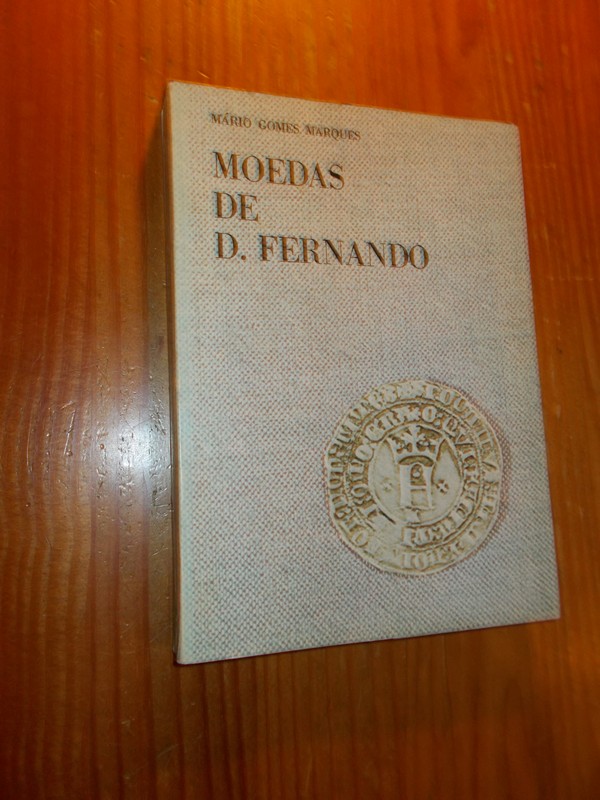 MÁRIO GOMES MARQUES
MOEDAS
DE
D. FERNANDO